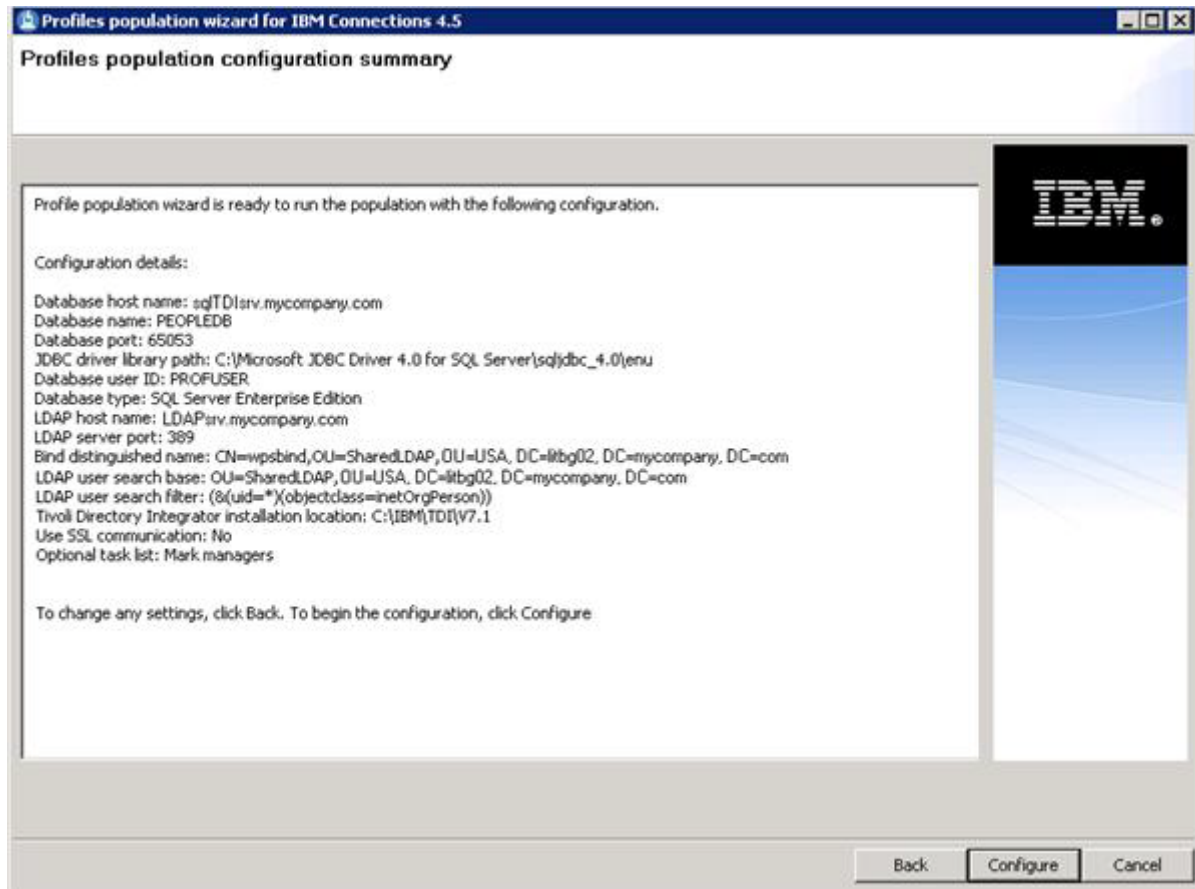 Profiles population wizard for IBM Connections 4.5
Profiles population configuration summary
IBM.
Profile population wizard is ready to run the population with the following configuration.
Configuration details:
Database host name: sqlTDIsrv.mycompany.com
Database name: PEOPLEDB
Database port: 65053
JDBC driver library path: C:\Microsoft JDBC Driver 4.0 for SQL Server\sqljdbc_4.0\enu
Database user ID: PROFUSER
Database type: SQL Server Enterprise Edition
LDAP host name: LDAPsrv.mycompany.com
LDAP server port: 389
Bind distinguished name: CN=wpsbind,OU=SharedLDAP,OU=USA, DC=litbg02, DC=mycompany, DC=com
LDAP user search base: OU=SharedLDAP,OU=USA, DC=litbg02, DC=mycompany, DC=com
LDAP user search filter: (&(uid=*)(objectclass=inetOrgPerson))
Tivoli Directory Integrator installation location: C:\IBM\TDI\V7.1
Use SSL communication: No
Optional task list: Mark managers
To change any settings, click Back. To begin the configuration, click Configure
Back Configure Cancel